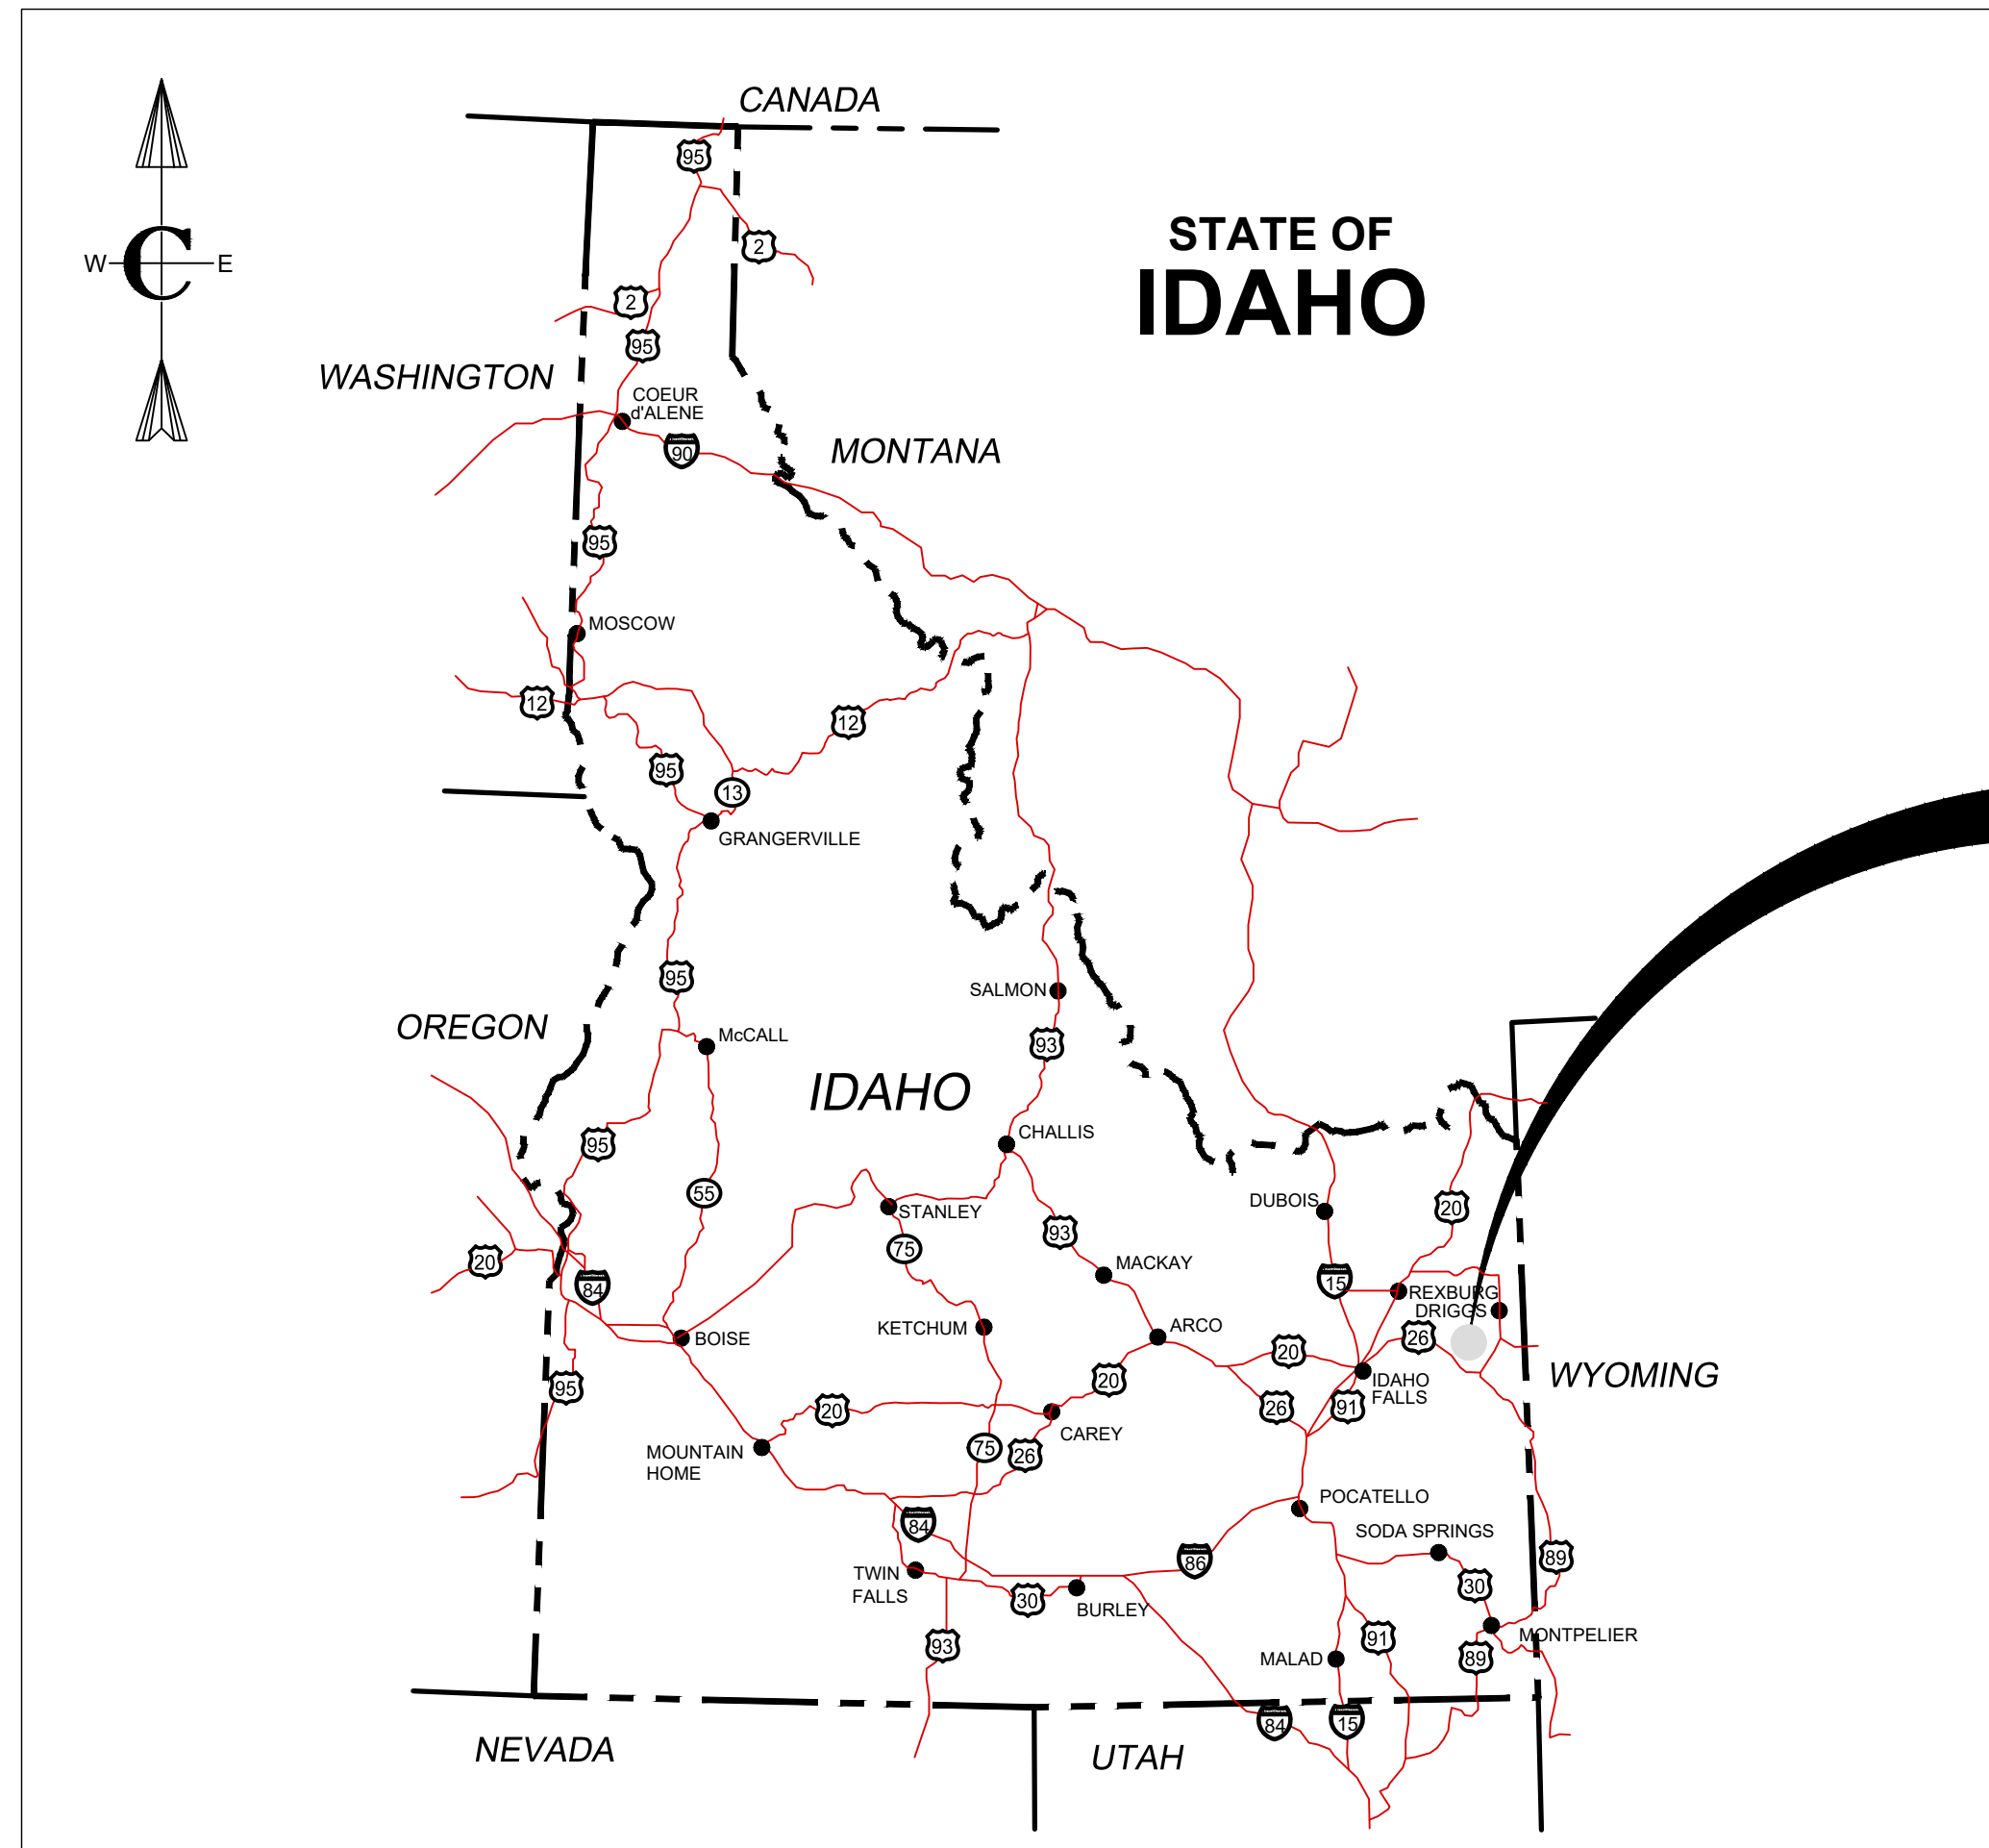 CANADA
95
STATE OF
IDAHO
2
W C E
2
95
WASHINGTON
COEUR
d'ALENE
90
MONTANA
95
MOSCOW
12
12
95
13
GRANGERVILLE
95
SALMON
OREGON
McCALL
93
IDAHO
CHALLIS
95
55
STANLEY
DUBOIS
20
93
75
20
MACKAY
84
15
REXBURG
DRIGGS
KETCHUM
ARCO
BOISE
20
26
WYOMING
IDAHO
FALLS
95
20
20
26
91
CAREY
MOUNTAIN
HOME
75
26
POCATELLO
84
SODA SPRINGS
86
89
TWIN
FALLS
30
30
BURLEY
93
91
MONTPELIER
MALAD
89
84
15
NEVADA
UTAH